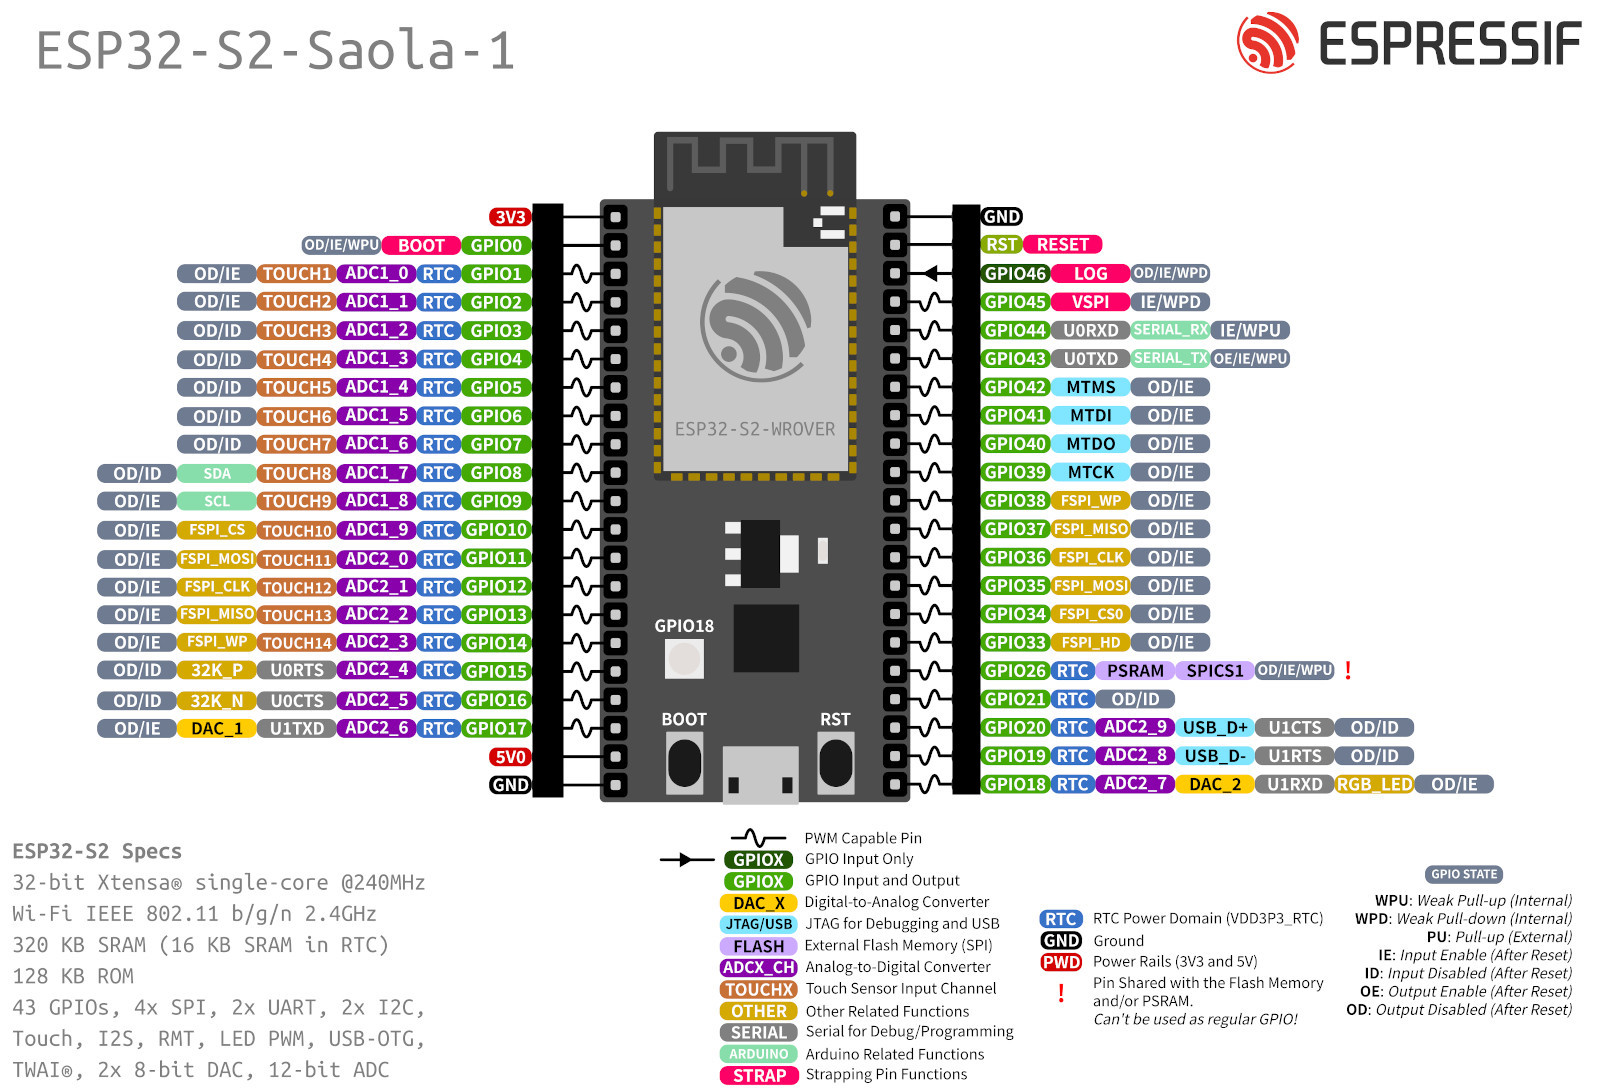 ESP32-S2-Saola-1
ESPRESSIF
3V3
OD/IE/WPU BOOT GPIO0
OD/IE TOUCH1 ADC1_0 RTC GPIO1
OD/IE TOUCH2 ADC1_1 RTC GPIO2
OD/ID TOUCH3 ADC1_2 RTC GPIO3
OD/ID TOUCH4 ADC1_3 RTC GPIO4
OD/ID TOUCH5 ADC1_4 RTC GPIO5
OD/ID TOUCH6 ADC1_5 RTC GPIO6
OD/ID TOUCH7 ADC1_6 RTC GPIO7
OD/ID SDA TOUCH8 ADC1_7 RTC GPIO8
OD/IE SCL TOUCH9 ADC1_8 RTC GPIO9
OD/IE FSPI_CS TOUCH10 ADC1_9 RTC GPIO10
OD/IE FSPI_MOSI TOUCH11 ADC2_0 RTC GPIO11
OD/IE FSPI_CLK TOUCH12 ADC2_1 RTC GPIO12
OD/IE FSPI_MISO TOUCH13 ADC2_2 RTC GPIO13
OD/IE FSPI_WP TOUCH14 ADC2_3 RTC GPIO14
OD/ID 32K_P U0RTS ADC2_4 RTC GPIO15
OD/ID 32K_N U0CTS ADC2_5 RTC GPIO16
OD/IE DAC_1 U1TXD ADC2_6 RTC GPIO17
5V0
GND
ESP32-S2-WROVER
GPIO18
BOOT
RST
GND
RST RESET
GPIO46 LOG OD/IE/WPD
GPIO45 VSPI IE/WPD
GPIO44 U0RXD SERIAL_RX IE/WPU
GPIO43 U0TXD SERIAL_TX OE/IE/WPU
GPIO42 MTMS OD/IE
GPIO41 MTDI OD/IE
GPIO40 MTDO OD/IE
GPIO39 MTCK OD/IE
GPIO38 FSPI_WP OD/IE
GPIO37 FSPI_MISO OD/IE
GPIO36 FSPI_CLK OD/IE
GPIO35 FSPI_MOSI OD/IE
GPIO34 FSPI_CS0 OD/IE
GPIO33 FSPI_HD OD/IE
GPIO26 RTC PSRAM SPICS1 OD/IE/WPU !
GPIO21 RTC OD/ID
GPIO20 RTC ADC2_9 USB_D+ U1CTS OD/ID
GPIO19 RTC ADC2_8 USB_D- U1RTS OD/ID
GPIO18 RTC ADC2_7 DAC_2 U1RXD RGB_LED OD/IE
ESP32-S2 Specs
32-bit Xtensa® single-core @240MHz
Wi-Fi IEEE 802.11 b/g/n 2.4GHz
320 KB SRAM (16 KB SRAM in RTC)
128 KB ROM
43 GPIOs, 4x SPI, 2x UART, 2x I2C,
Touch, I2S, RMT, LED PWM, USB-OTG,
TWAI®, 2x 8-bit DAC, 12-bit ADC
PWM Capable Pin
GPIOX GPIO Input Only
GPIOX GPIO Input and Output
DAC_X Digital-to-Analog Converter
JTAG/USB JTAG for Debugging and USB
FLASH External Flash Memory (SPI)
ADCX_CH Analog-to-Digital Converter
TOUCHX Touch Sensor Input Channel
OTHER Other Related Functions
SERIAL Serial for Debug/Programming
ARDUINO Arduino Related Functions
STRAP Strapping Pin Functions
RTC RTC Power Domain (VDD3P3_RTC)
GND Ground
PWD Power Rails (3V3 and 5V)
! Pin Shared with the Flash Memory
and/or PSRAM.
Can't be used as regular GPIO!
GPIO STATE
WPU: Weak Pull-up (Internal)
WPD: Weak Pull-down (Internal)
PU: Pull-up (External)
IE: Input Enable (After Reset)
ID: Input Disabled (After Reset)
OE: Output Enable (After Reset)
OD: Output Disabled (After Reset)